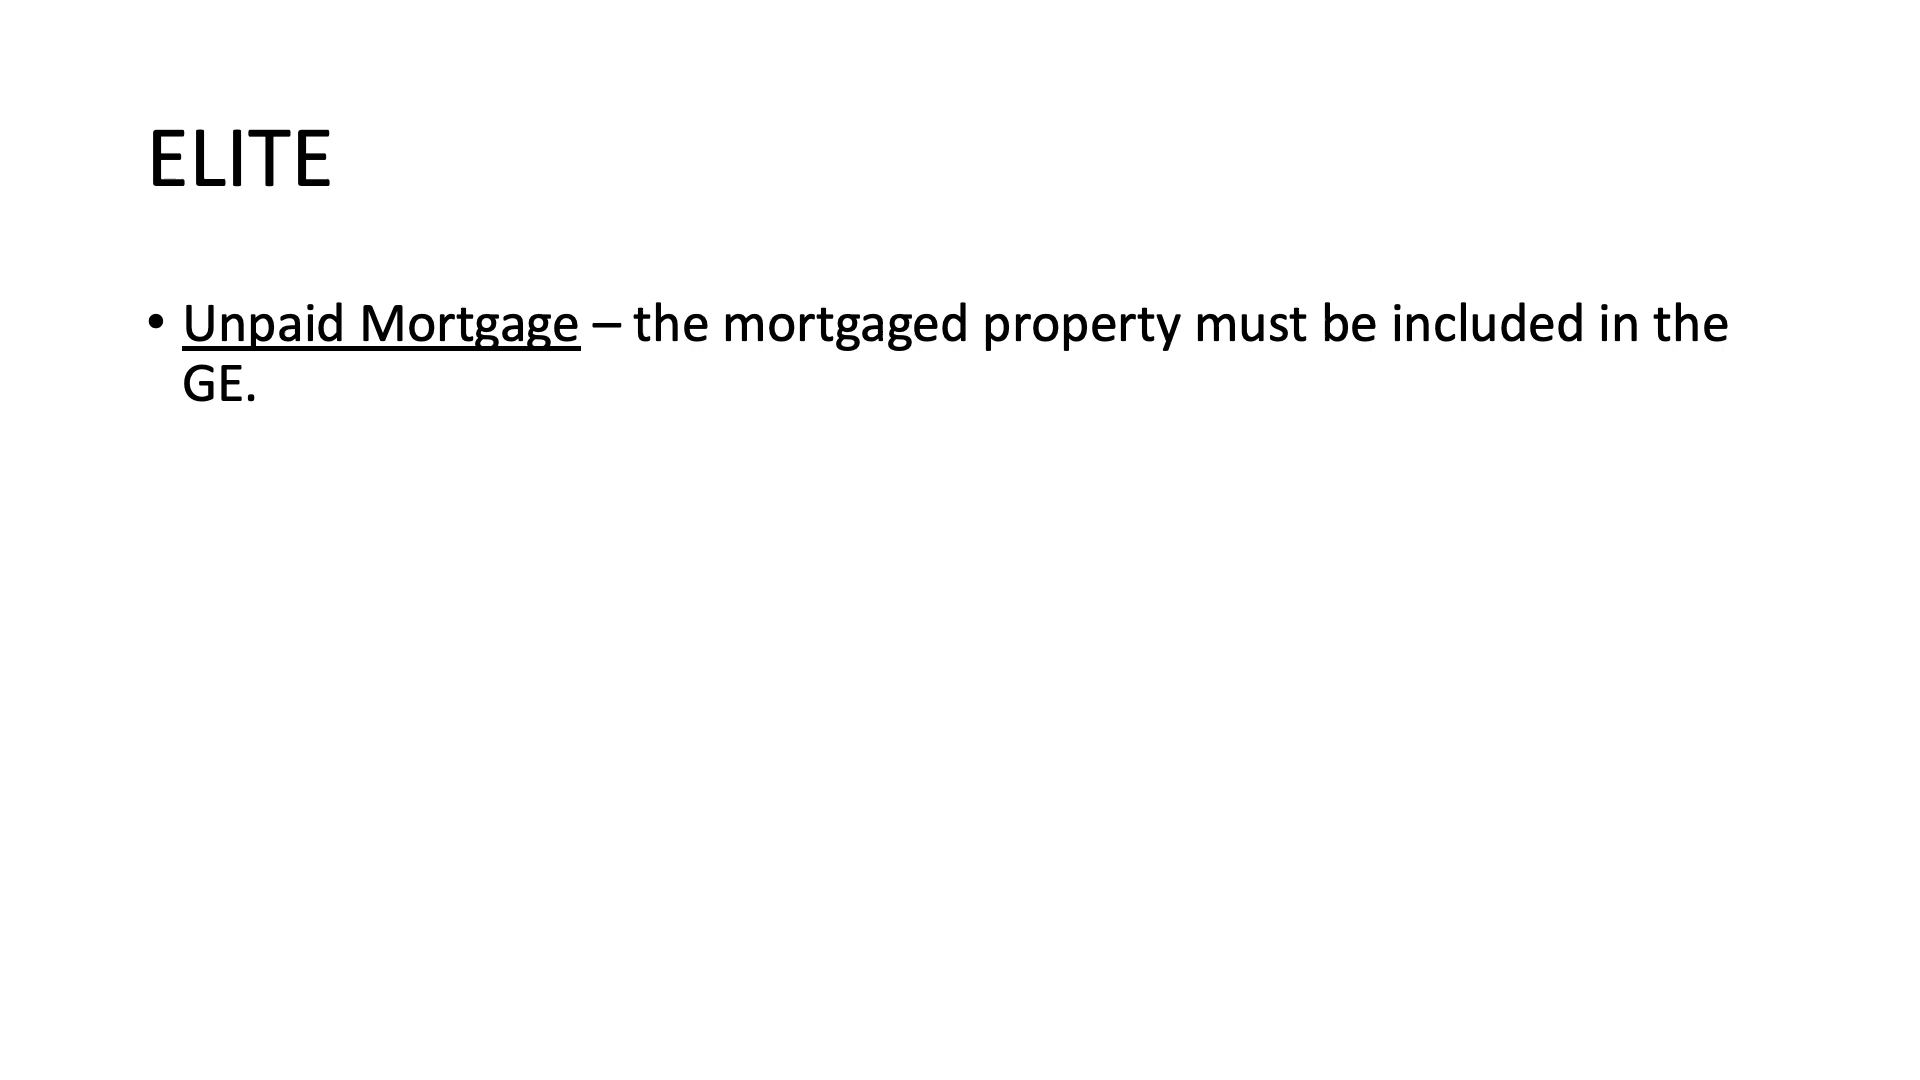 ELITE
• Unpaid Mortgage – the mortgaged property must be included in the
GE.